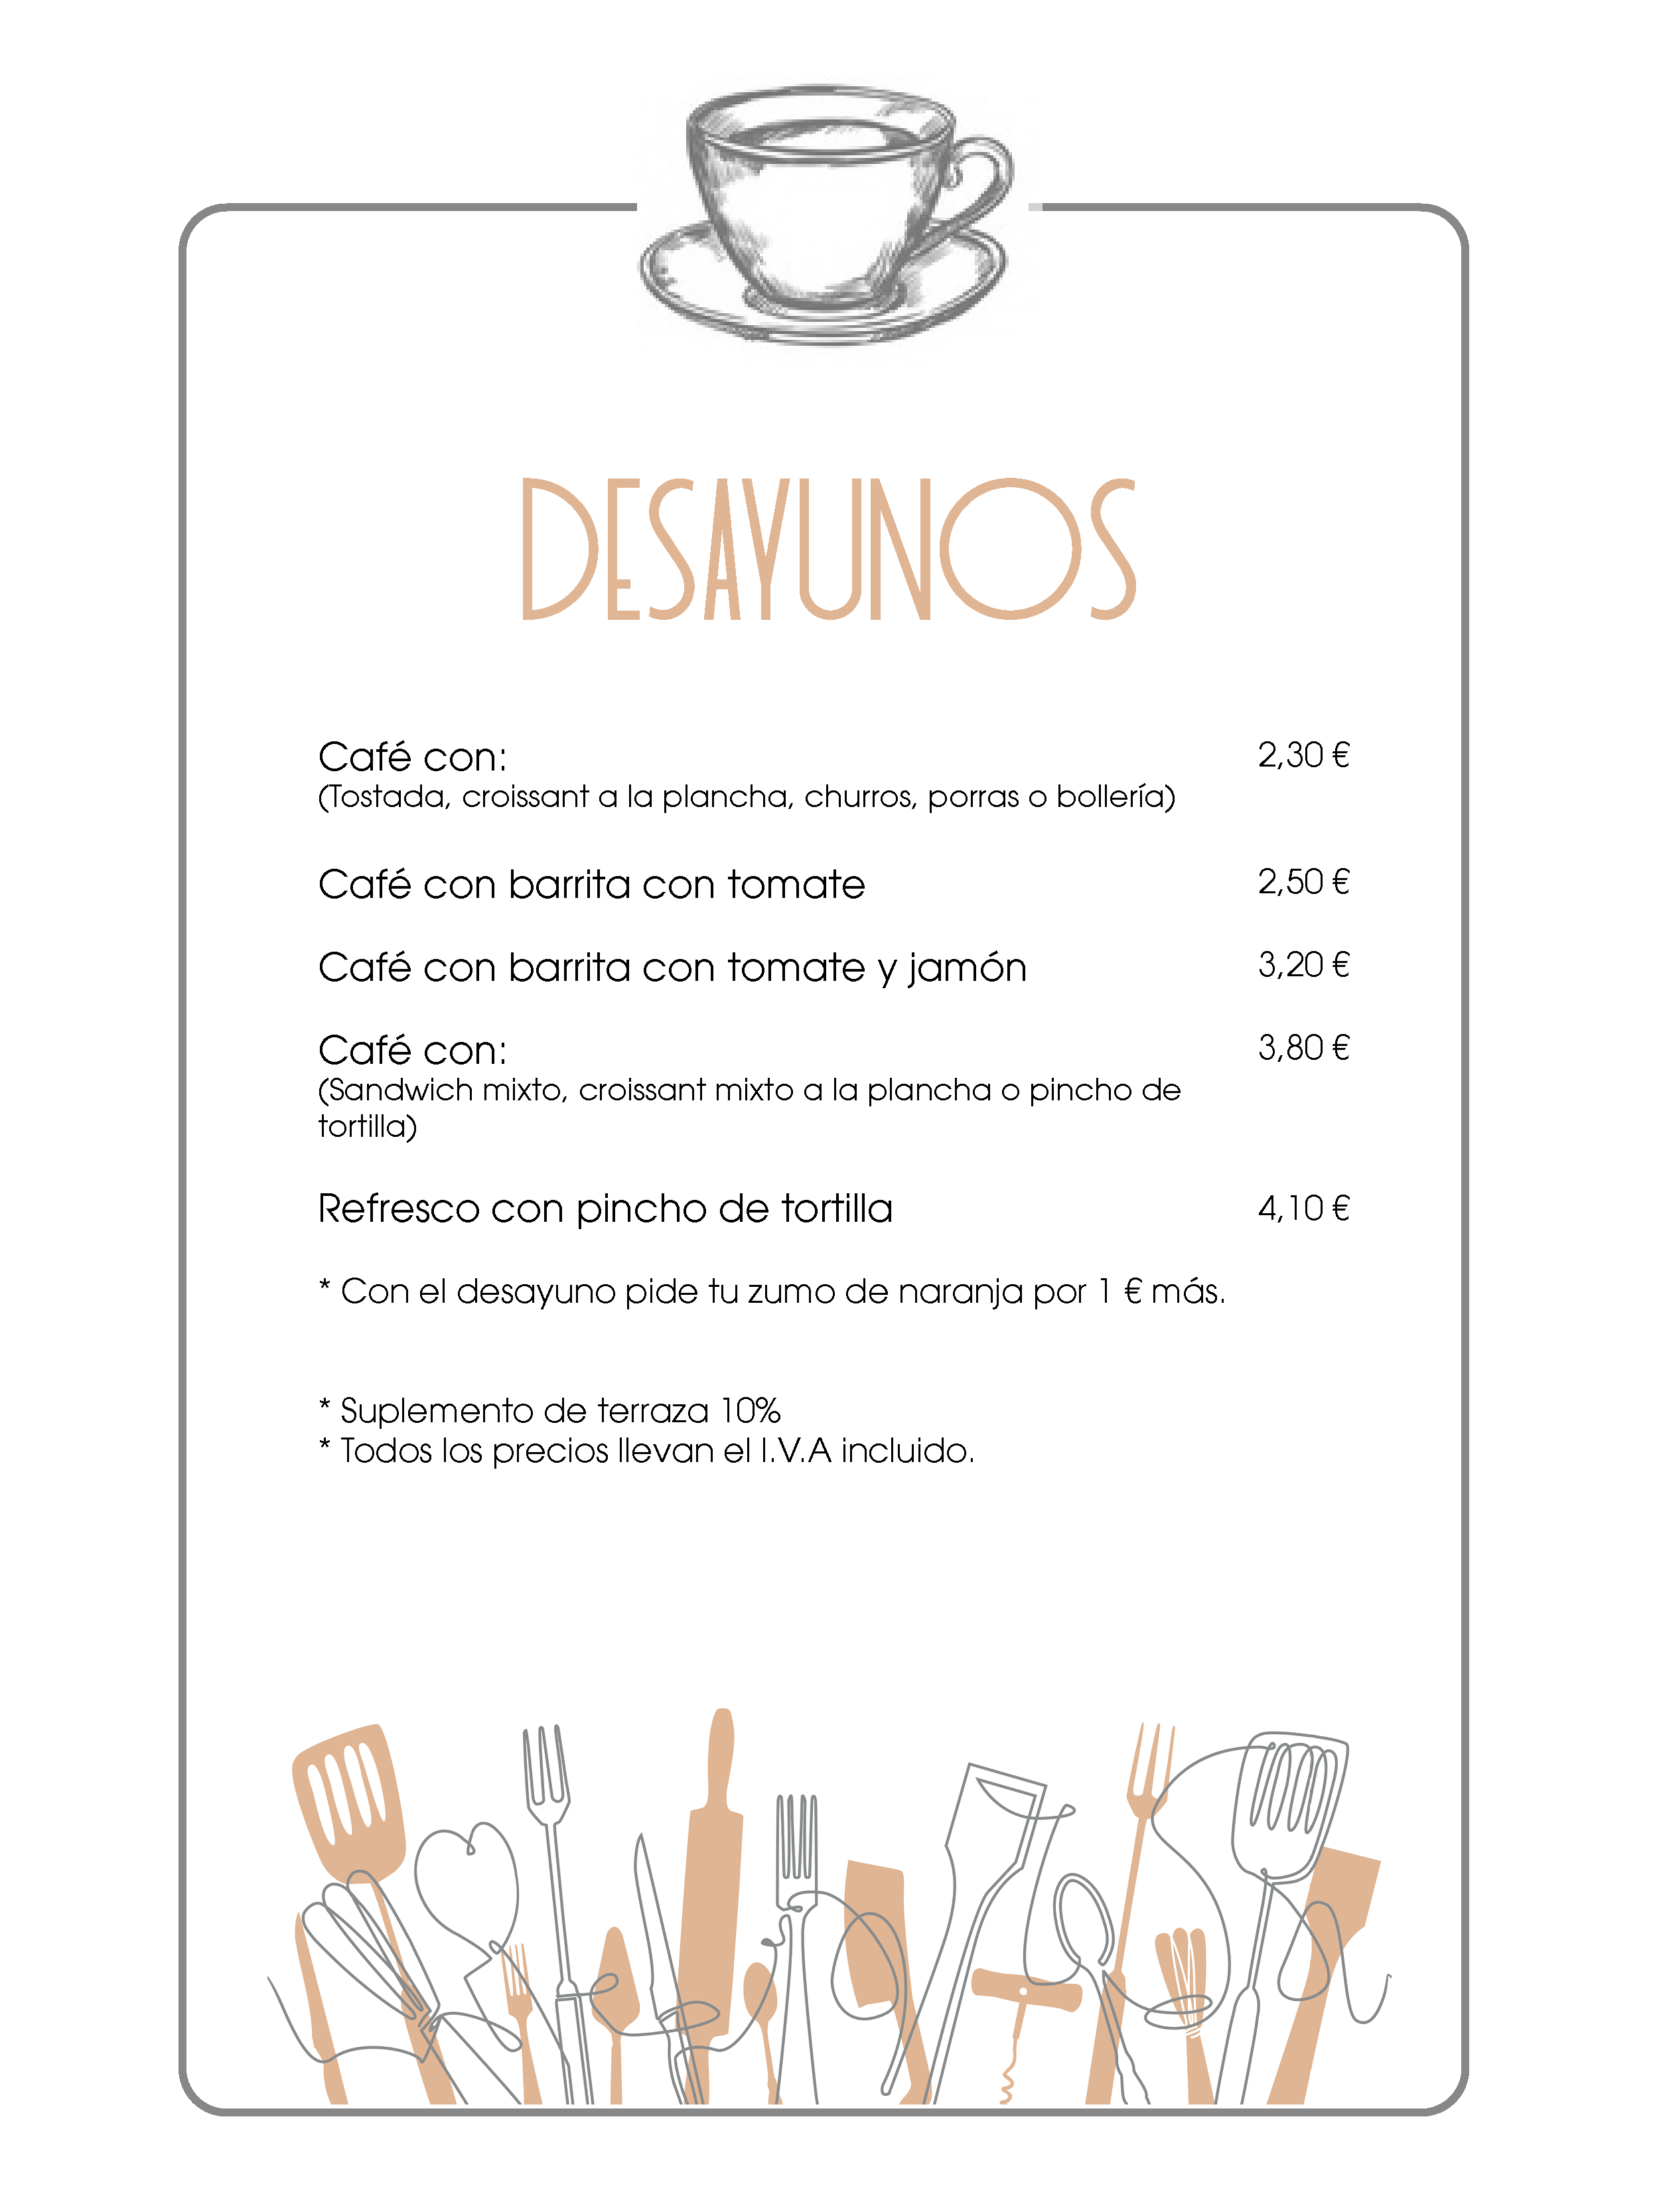 DESAYUNOS
Café con: 2,30 €
(Tostada, croissant a la plancha, churros, porras o bollería)
Café con barrita con tomate 2,50 €
Café con barrita con tomate y jamón 3,20 €
Café con: 3,80 €
(Sandwich mixto, croissant mixto a la plancha o pincho de
tortilla)
Refresco con pincho de tortilla 4,10 €
* Con el desayuno pide tu zumo de naranja por 1 € más.
* Suplemento de terraza 10%
* Todos los precios llevan el I.V.A incluido.